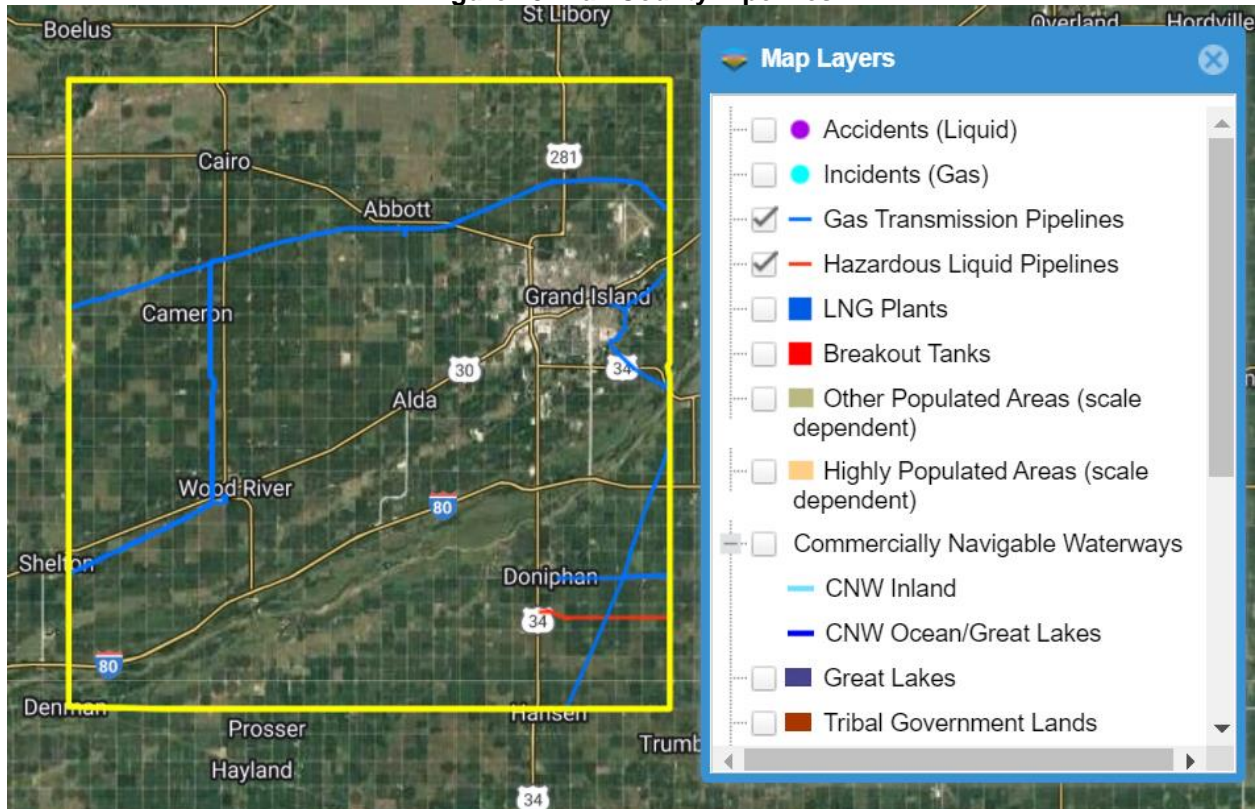 St Libory
Overland
Hordville
Boelus
Cairo
281
Abbott
Grand Island
Cameron
30
34
Alda
Wood River
80
Shelton
Doniphan
34
80
Denman
Hansen
Prosser
Trumb
Hayland
34
Map Layers
Accidents (Liquid)
Incidents (Gas)
Gas Transmission Pipelines
Hazardous Liquid Pipelines
LNG Plants
Breakout Tanks
Other Populated Areas (scale
dependent)
Highly Populated Areas (scale
dependent)
Commercially Navigable Waterways
CNW Inland
CNW Ocean/Great Lakes
Great Lakes
Tribal Government Lands